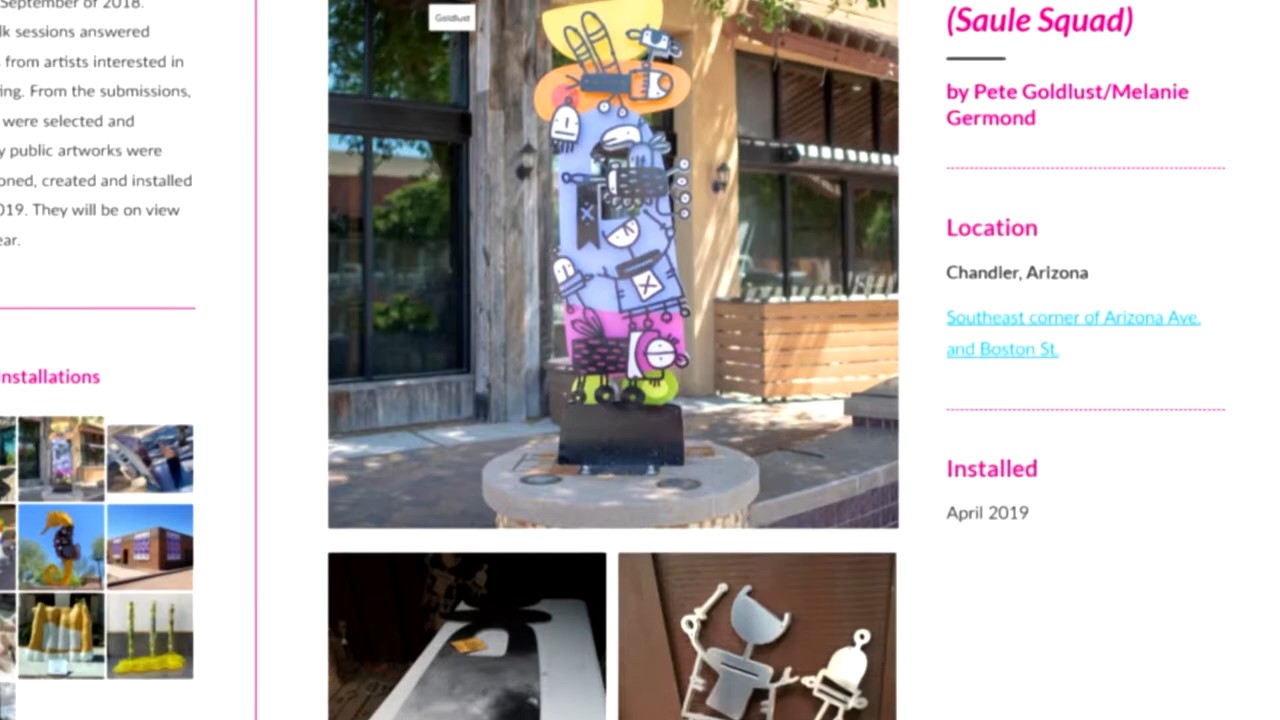 September of 2018.
lk sessions answered
from artists interested in
ing. From the submissions,
were selected and
y public artworks were
oned, created and installed
019. They will be on view
ear.
installations
Goldlust
(Saule Squad)
by Pete Goldlust/Melanie
Germond
Location
Chandler, Arizona
Southeast corner of Arizona Ave.
and Boston St.
Installed
April 2019